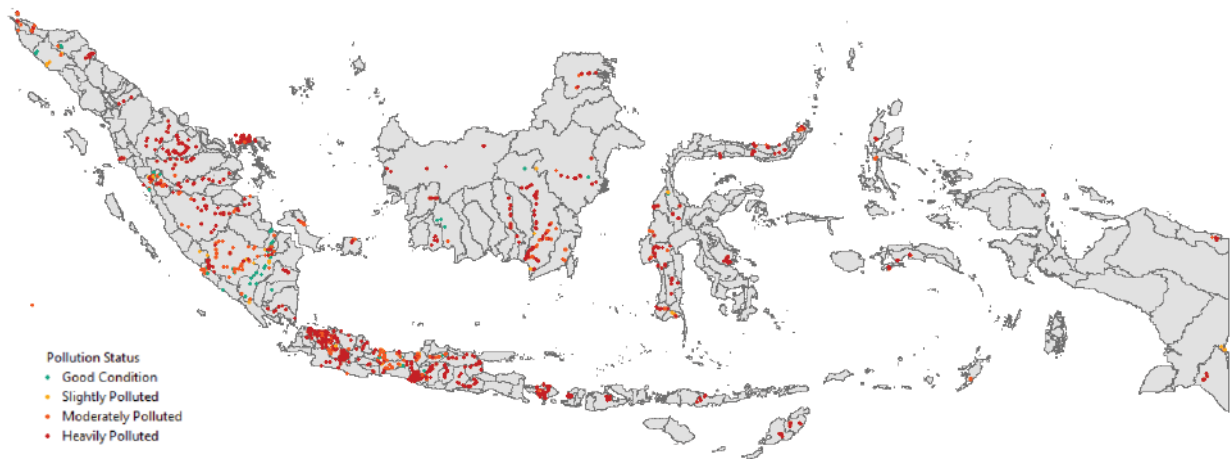 Pollution Status
Good Condition
Slightly Polluted
Moderately Polluted
Heavily Polluted